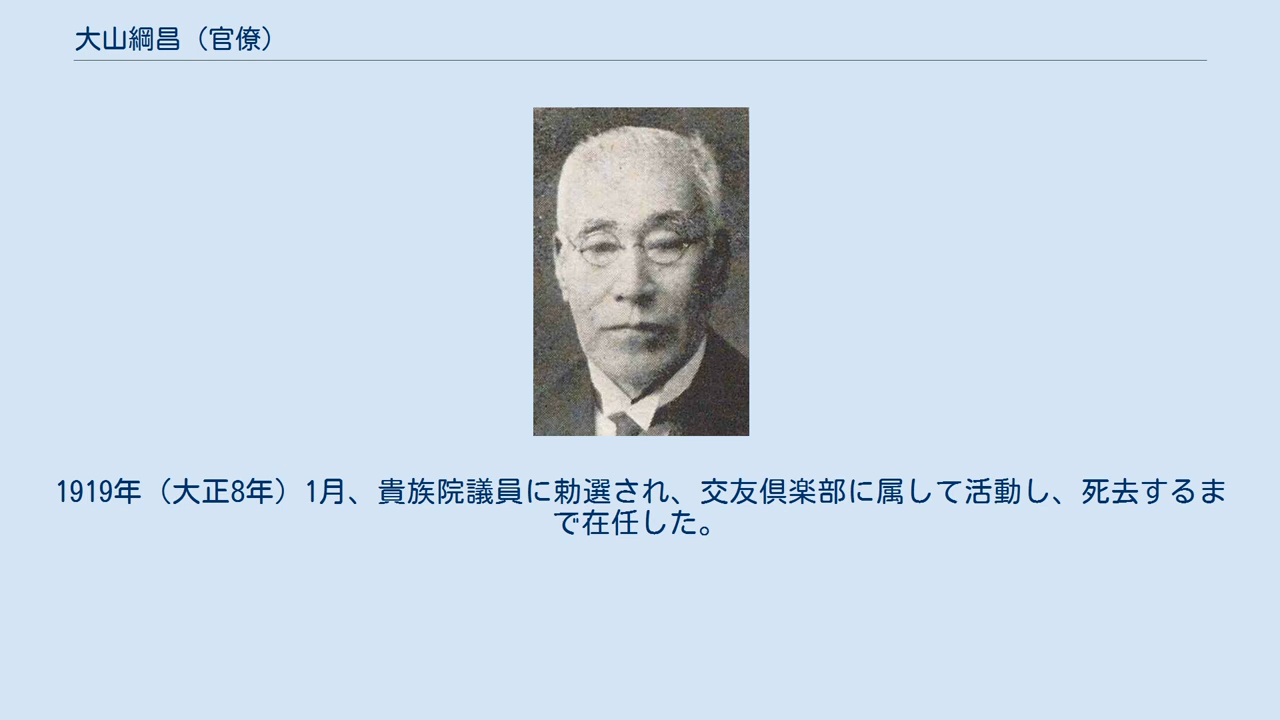 大山綱昌（官僚）
1919年（大正8年）1月、貴族院議員に勅選され、交友倶楽部に属して活動し、死去するま
で在任した。